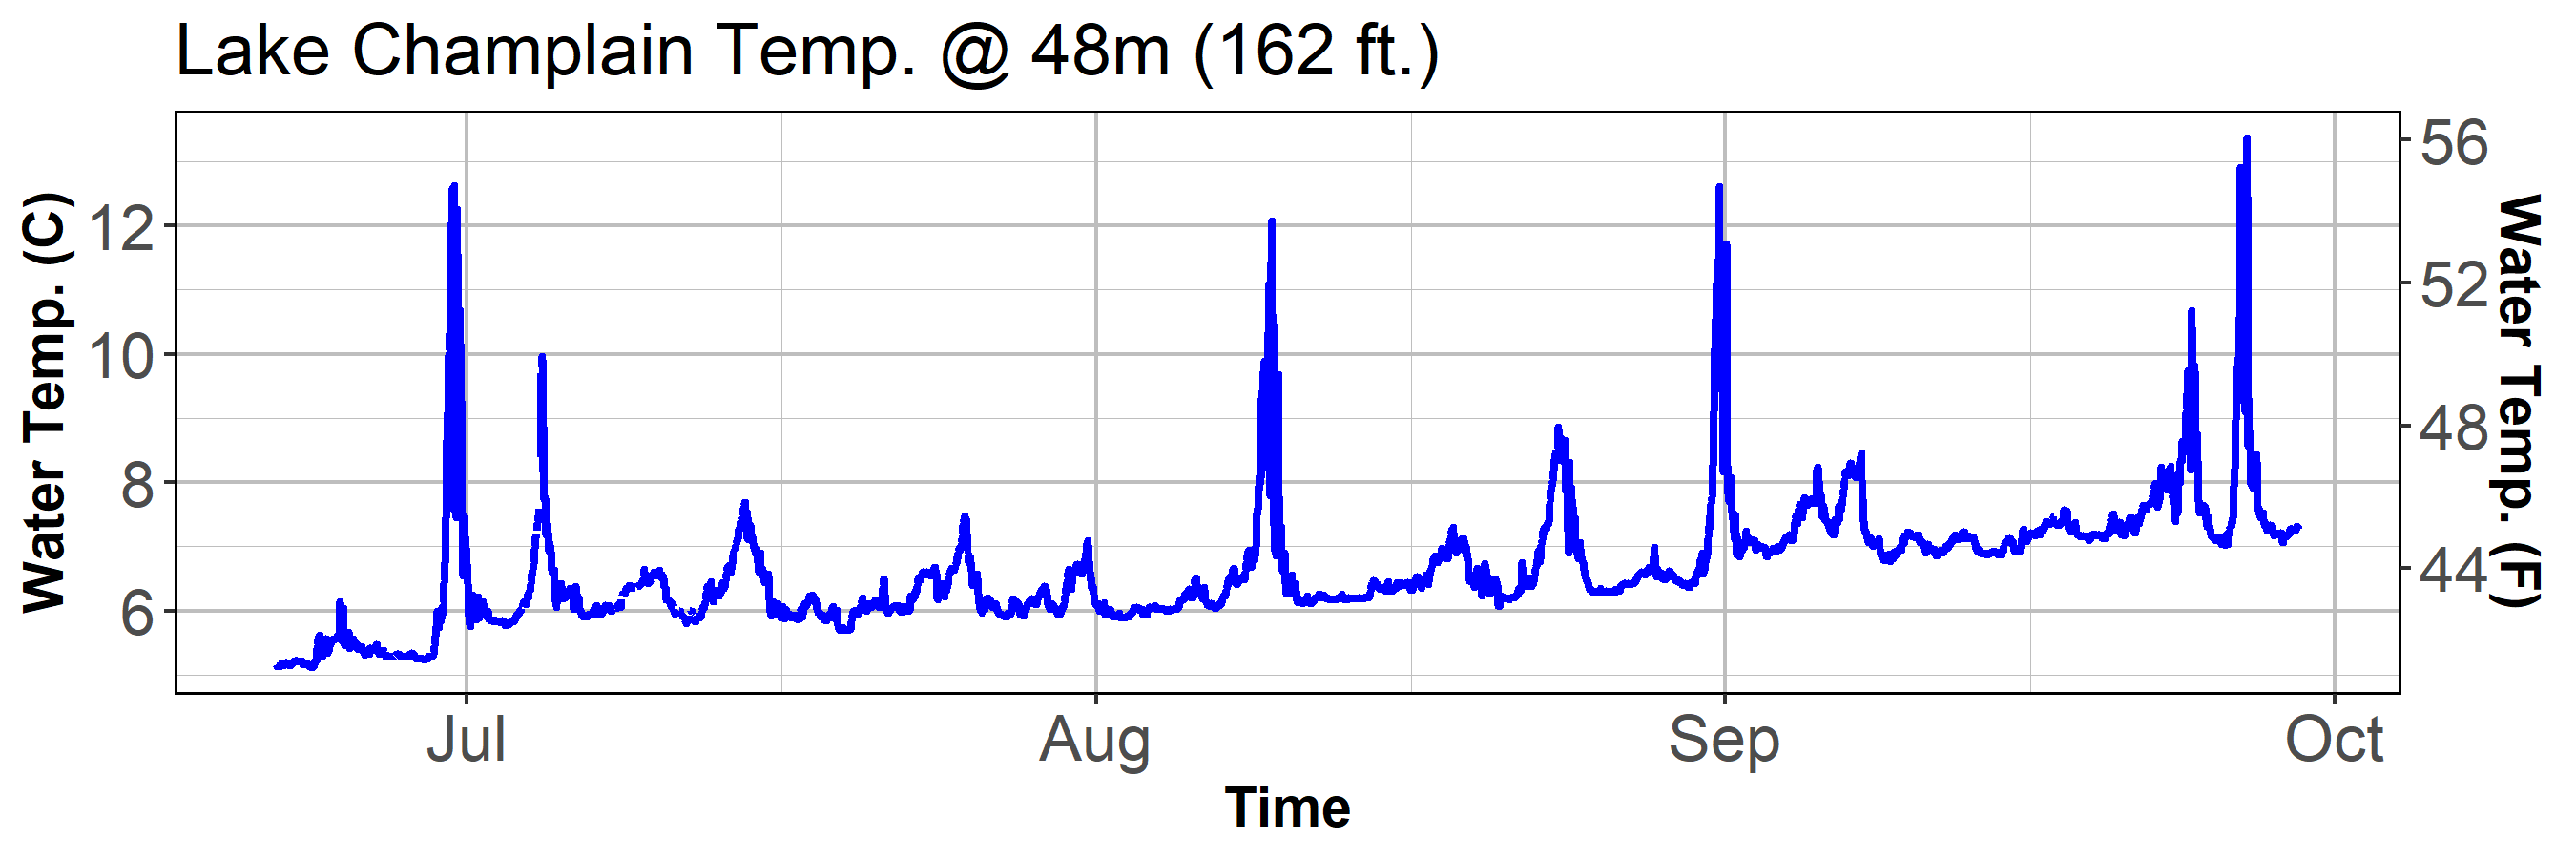 Lake Champlain Temp. @ 48m (162 ft.)
Water Temp. (C)
12
10
8
6
56
52
48
44
Water Temp. (F)
Jul Aug Sep Oct
Time